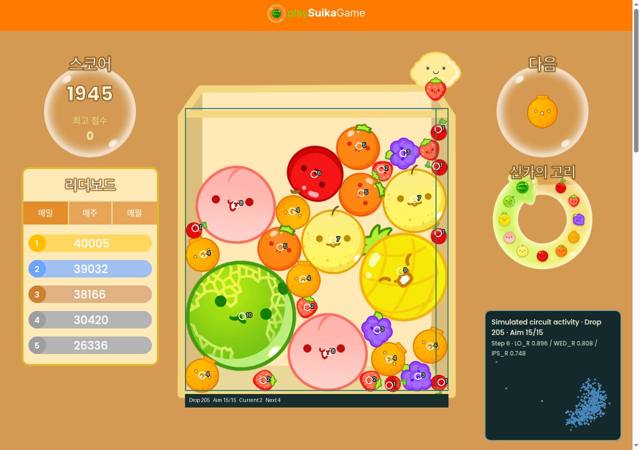 playSuikaGame
스코어
1945
최고 점수
0
리더보드
매일 매주 매월
1 40005
2 39032
3 38166
4 30420
5 26336
다음
진화의 고리
Simulated circuit activity · Drop
205 · Aim 15/15
Step 6 · LO_R 0.896 / WED_R 0.808 /
IPS_R 0.748
Drop 205 Aim 15/15 Current 2 Next 4